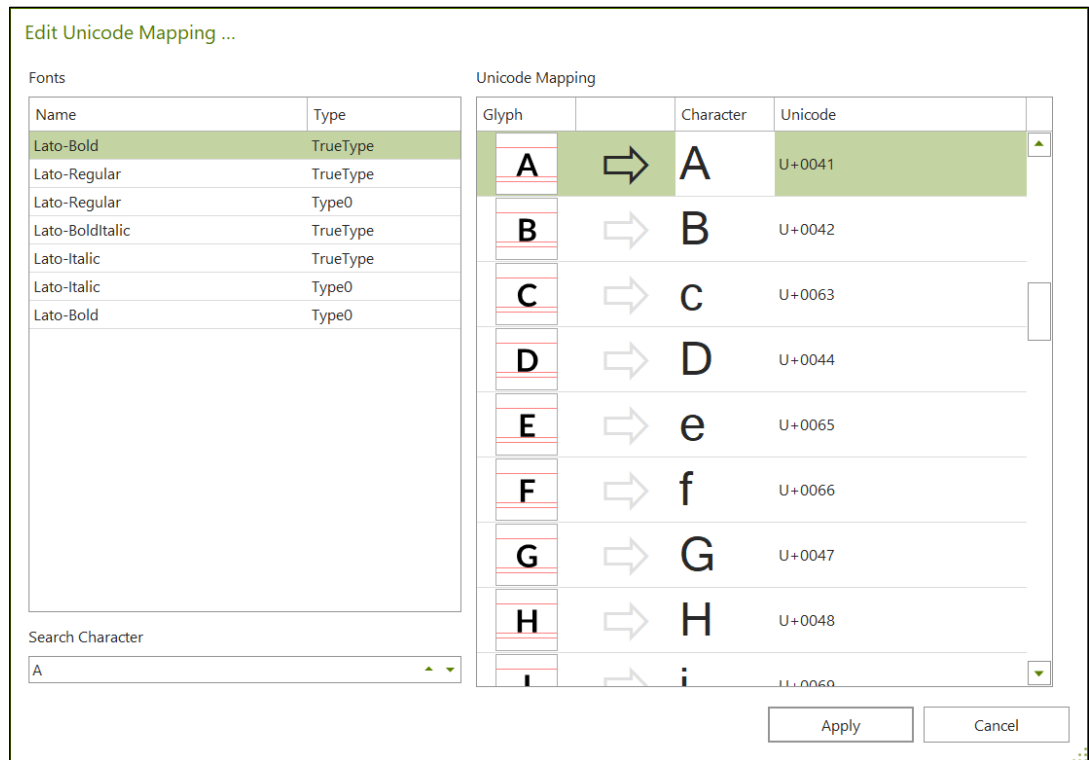 Edit Unicode Mapping ...
Fonts
Name Type
Lato-Bold TrueType
Lato-Regular TrueType
Lato-Regular Type0
Lato-BoldItalic TrueType
Lato-Italic TrueType
Lato-Italic Type0
Lato-Bold Type0
Search Character
A
Unicode Mapping
Glyph Character Unicode
A A U+0041
B B U+0042
C c U+0063
D D U+0044
E e U+0065
F f U+0066
G G U+0047
H H U+0048
I i U+0069
Apply Cancel